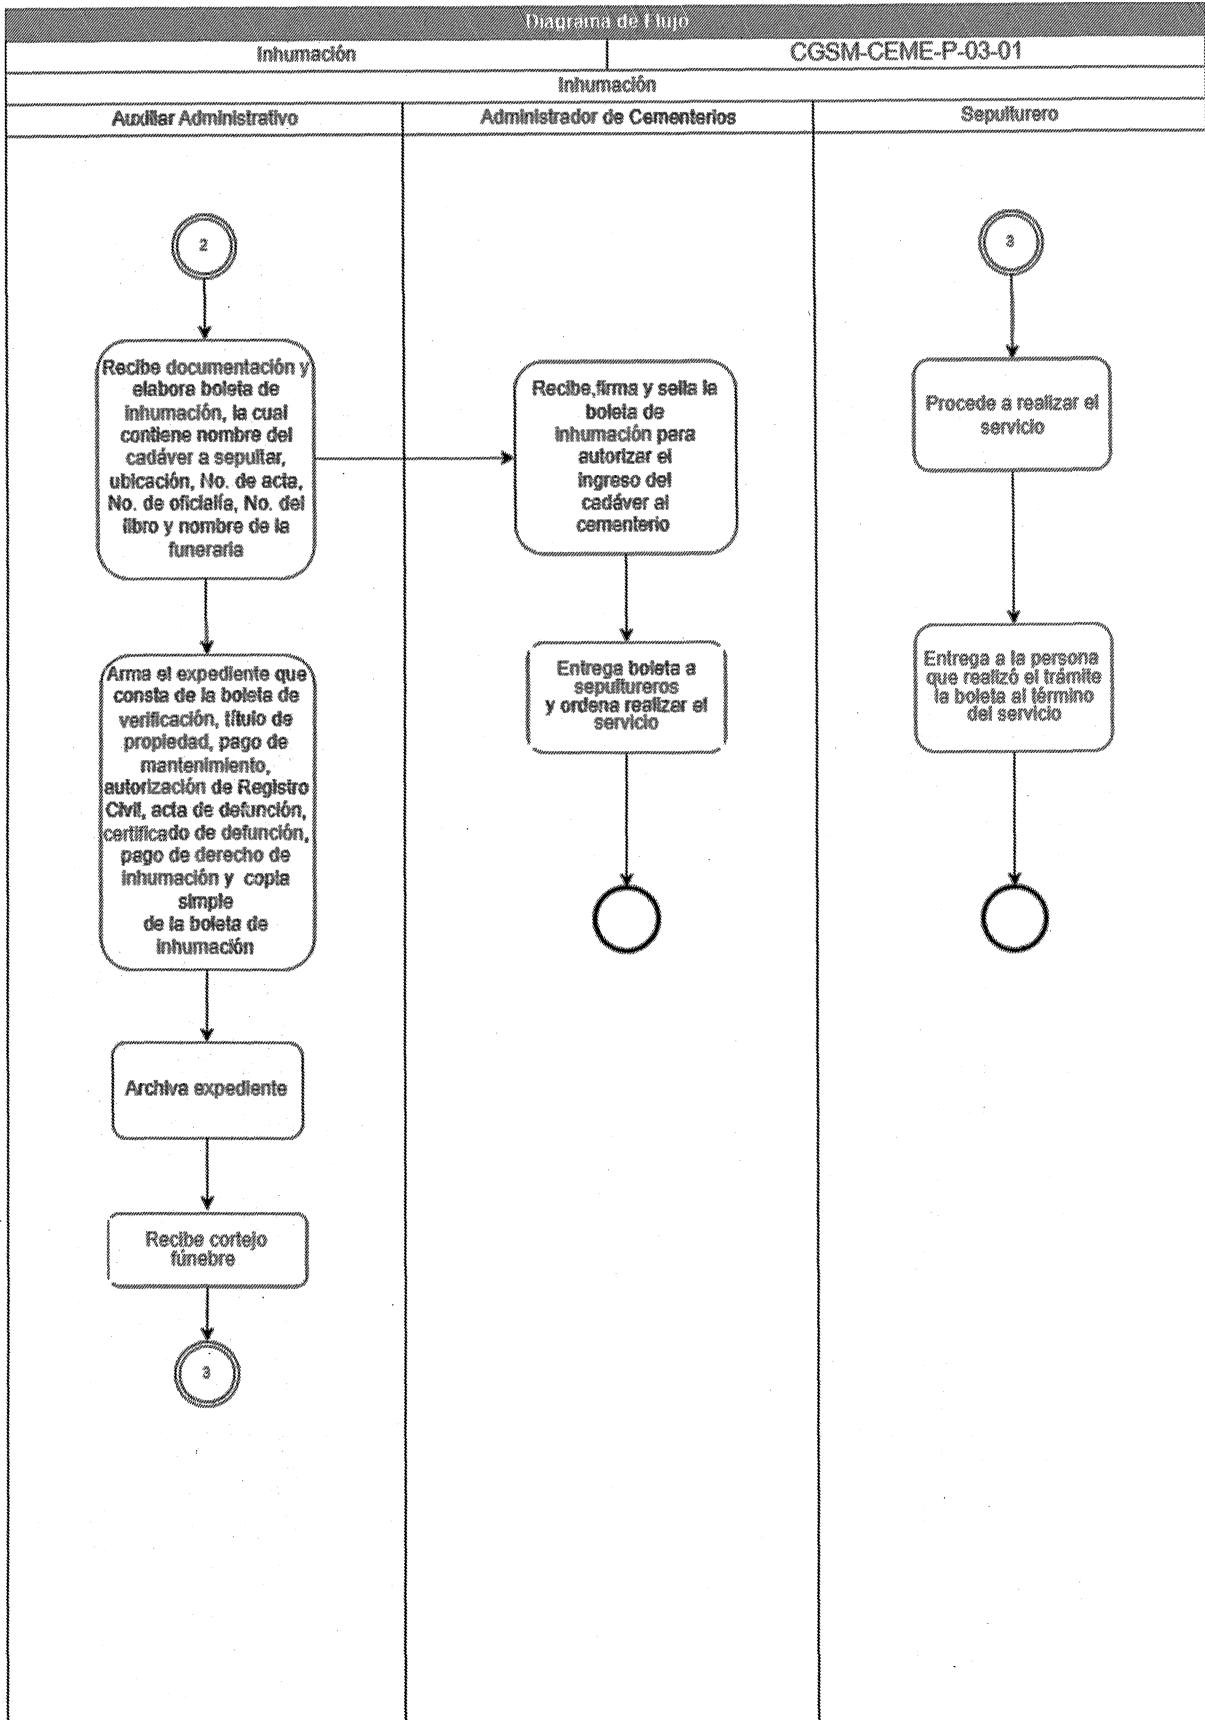 Diagrama de Flujo
Inhumación
CGSM-CEME-P-03-01
Inhumación
Auxiliar Administrativo
Administrador de Cementerios
Sepulturero
2
Recibe documentación y
elabora boleta de
inhumación, la cual
contiene nombre del
cadáver a sepultar,
ubicación, No. de acta,
No. de oficialía, No. del
libro y nombre de la
funeraria
Arma el expediente que
consta de la boleta de
verificación, título de
propiedad, pago de
mantenimiento,
autorización de Registro
Civil, acta de defunción,
certificado de defunción,
pago de derecho de
inhumación y copia
simple
de la boleta de
inhumación
Archiva expediente
Recibe cortejo
fúnebre
3
Recibe,firma y sella la
boleta de
inhumación para
autorizar el
ingreso del
cadáver al
cementerio
Entrega boleta a
sepultureros
y ordena realizar el
servicio
3
Procede a realizar el
servicio
Entrega a la persona
que realizó el trámite
la boleta al término
del servicio